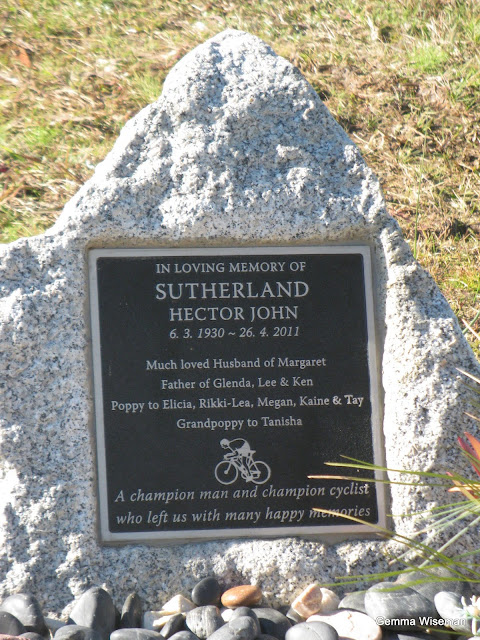 IN LOVING MEMORY OF
SUTHERLAND
HECTOR JOHN
6. 3. 1930 ~ 26. 4. 2011
Much loved Husband of Margaret
Father of Glenda, Lee & Ken
Poppy to Elicia, Rikki-Lea, Megan, Kaine & Tay
Grandpoppy to Tanisha
A champion man and champion cyclist
who left us with many happy memories
Gemma Wiseman